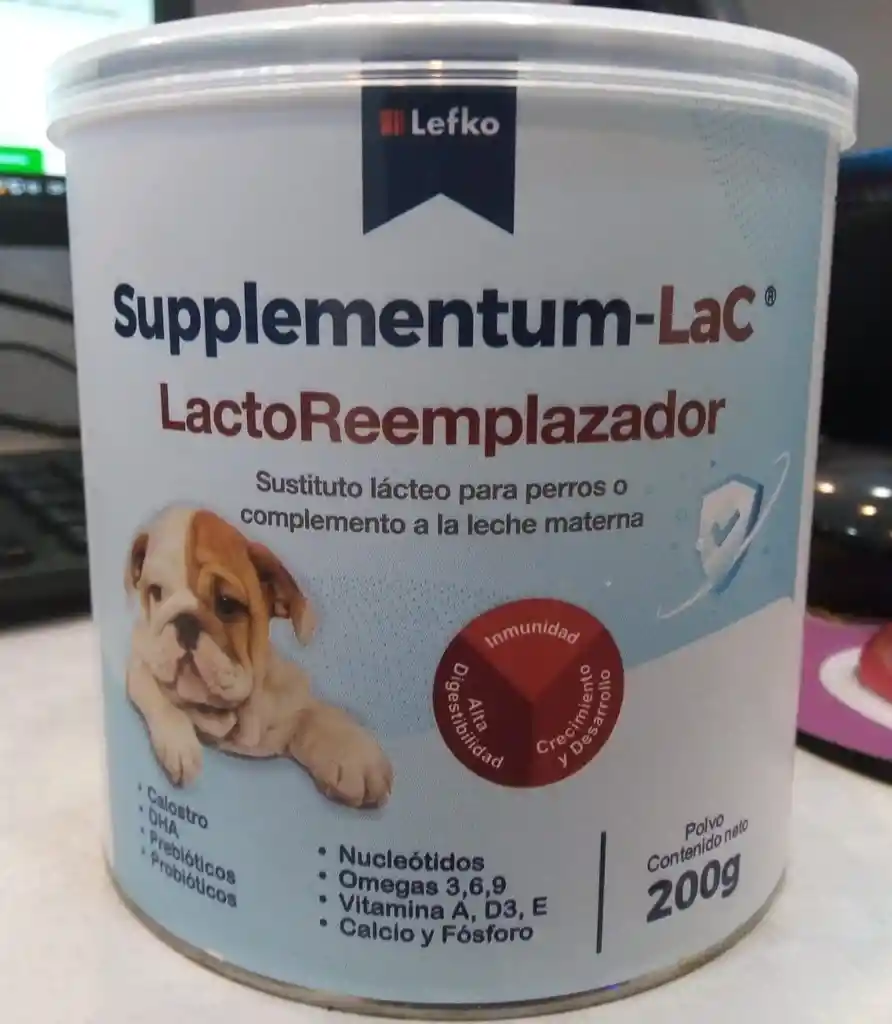 Lefko
Supplementum-LaC®
LactoReemplazador
Sustituto lácteo para perros o
complemento a la leche materna
Inmunidad
Alta
Digestibilidad
Crecimiento
y Desarrollo
• Calostro
• DHA
• Prebióticos
• Probióticos
• Nucleótidos
• Omegas 3,6,9
• Vitamina A, D3, E
• Calcio y Fósforo
Polvo
Contenido neto
200g